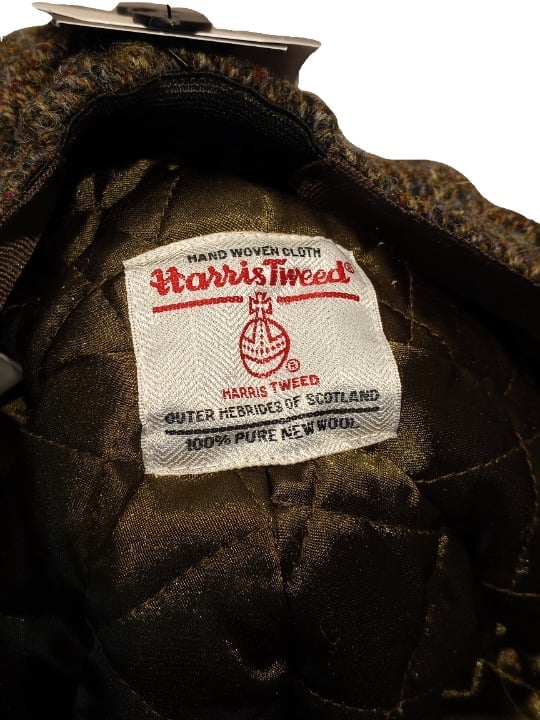 HAND WOVEN CLOTH
Harris Tweed®
®
HARRIS TWEED
OUTER HEBRIDES OF SCOTLAND
100% PURE NEW WOOL